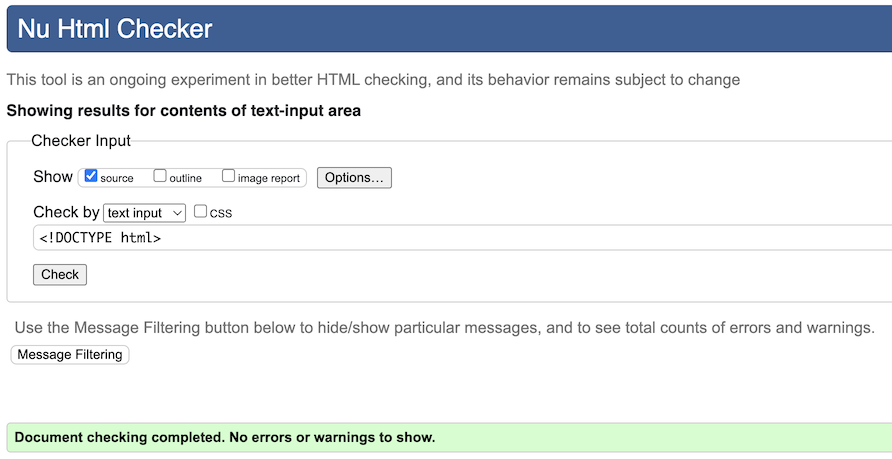 Nu Html Checker
This tool is an ongoing experiment in better HTML checking, and its behavior remains subject to change
Showing results for contents of text-input area
Checker Input
Show source outline image report Options...
Check by text input css
<!DOCTYPE html>
Check
Use the Message Filtering button below to hide/show particular messages, and to see total counts of errors and warnings.
Message Filtering
Document checking completed. No errors or warnings to show.